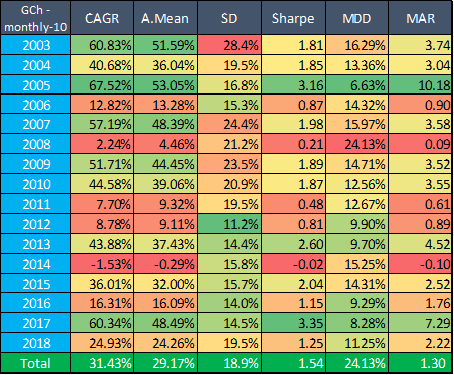 GCh - monthly-10 CAGR A.Mean SD Sharpe MDD MAR
2003 60.83% 51.59% 28.4% 1.81 16.29% 3.74
2004 40.68% 36.04% 19.5% 1.85 13.36% 3.04
2005 67.52% 53.05% 16.8% 3.16 6.63% 10.18
2006 12.82% 13.28% 15.3% 0.87 14.32% 0.90
2007 57.19% 48.39% 24.4% 1.98 15.97% 3.58
2008 2.24% 4.46% 21.2% 0.21 24.13% 0.09
2009 51.71% 44.45% 23.5% 1.89 14.71% 3.52
2010 44.58% 39.06% 20.9% 1.87 12.56% 3.55
2011 7.70% 9.32% 19.5% 0.48 12.67% 0.61
2012 8.78% 9.11% 11.2% 0.81 9.90% 0.89
2013 43.88% 37.43% 14.4% 2.60 9.70% 4.52
2014 -1.53% -0.29% 15.8% -0.02 15.25% -0.10
2015 36.01% 32.00% 15.7% 2.04 14.31% 2.52
2016 16.31% 16.09% 14.0% 1.15 9.29% 1.76
2017 60.34% 48.49% 14.5% 3.35 8.28% 7.29
2018 24.93% 24.26% 19.5% 1.25 11.25% 2.22
Total 31.43% 29.17% 18.9% 1.54 24.13% 1.30